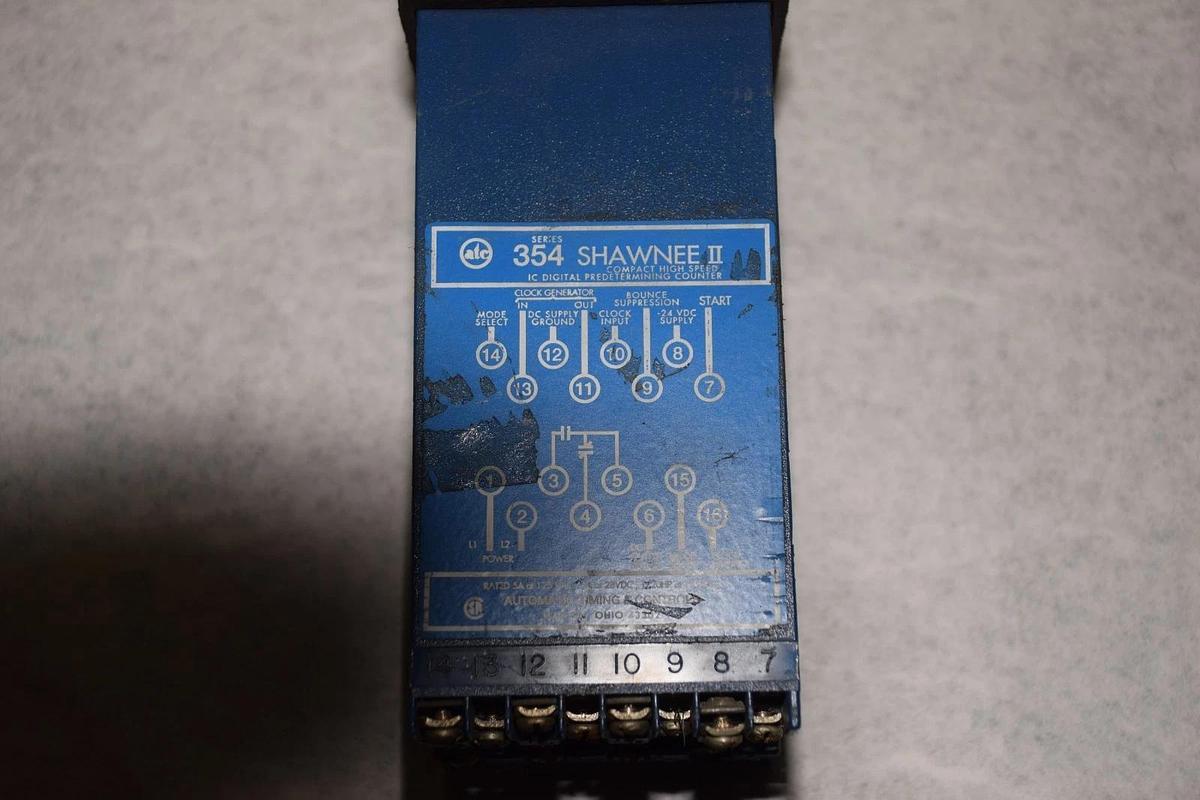 atc
SERIES
354 SHAWNEE II
COMPACT HIGH SPEED
IC DIGITAL PREDETERMINING COUNTER
CLOCK GENERATOR
IN OUT
BOUNCE
SUPPRESSION
START
MODE
SELECT
DC SUPPLY
GROUND
CLOCK
INPUT
-24 VDC
SUPPLY
14 12 10 8
13 11 9 7
1 3 5 15
2 4 6 16
L1 L2
POWER
RATED 5A 28VDC
TIMING & CONTROLS
OHIO
14 13 12 11 10 9 8 7